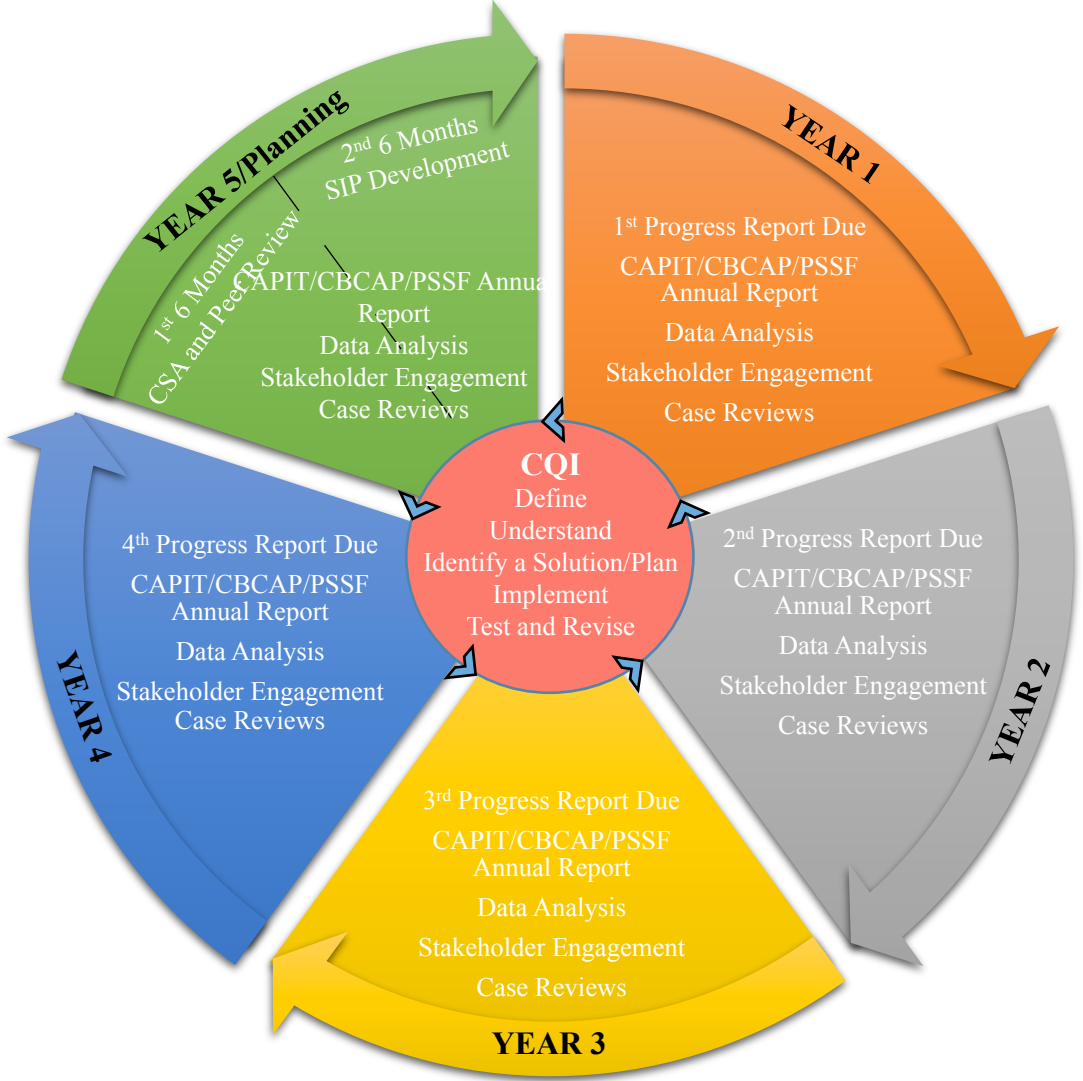 YEAR 1
1st Progress Report Due
CAPIT/CBCAP/PSSF
Annual Report
Data Analysis
Stakeholder Engagement
Case Reviews
YEAR 2
2nd Progress Report Due
CAPIT/CBCAP/PSSF
Annual Report
Data Analysis
Stakeholder Engagement
Case Reviews
YEAR 3
3rd Progress Report Due
CAPIT/CBCAP/PSSF
Annual Report
Data Analysis
Stakeholder Engagement
Case Reviews
YEAR 4
4th Progress Report Due
CAPIT/CBCAP/PSSF
Annual Report
Data Analysis
Stakeholder Engagement
Case Reviews
YEAR 5/Planning
1st 6 Months
CSA and Peer Review
2nd 6 Months
SIP Development
CAPIT/CBCAP/PSSF Annual
Report
Data Analysis
Stakeholder Engagement
Case Reviews
CQI
Define
Understand
Identify a Solution/Plan
Implement
Test and Revise